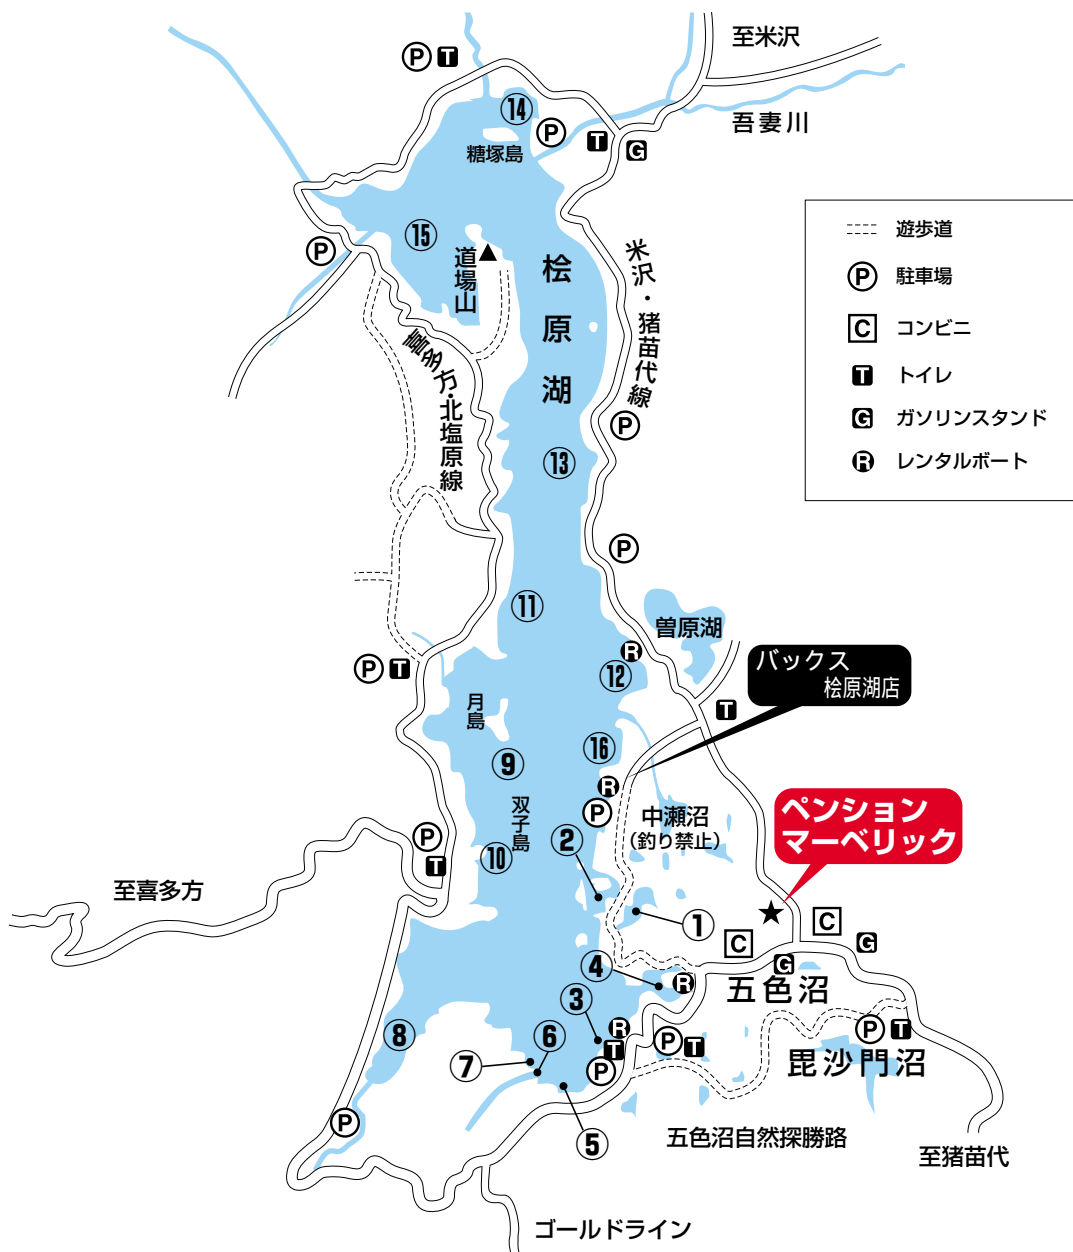 至米沢
P T
⑭
吾妻川
P
T
G
糖塚島
遊歩道
⑮
P
道場山
桧原湖
米沢・猪苗代線
P 駐車場
C コンビニ
T トイレ
G ガソリンスタンド
R レンタルボート
喜多方・北塩原線
P
⑬
P
⑪
曽原湖
R
バックス
桧原湖店
P T
⑫
月島
T
⑯
⑨
R
ペンション
マーベリック
双子島
P
中瀬沼
(釣り禁止)
P
②
⑩
T
至喜多方
①
C
C
G
④
G
R
五色沼
③
⑧
⑥
R
P T
P T
T
⑦
毘沙門沼
P
P
⑤
五色沼自然探勝路
至猪苗代
ゴールドライン